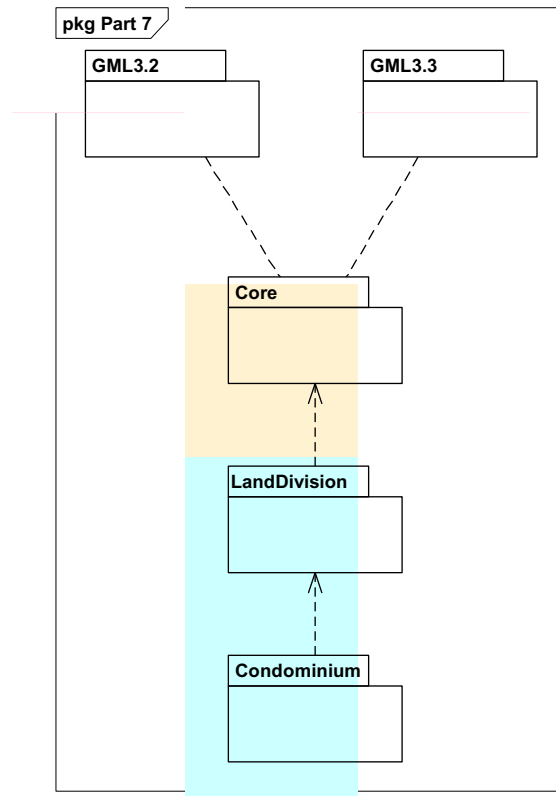 pkg Part 7
GML3.2
GML3.3
Core
LandDivision
Condominium